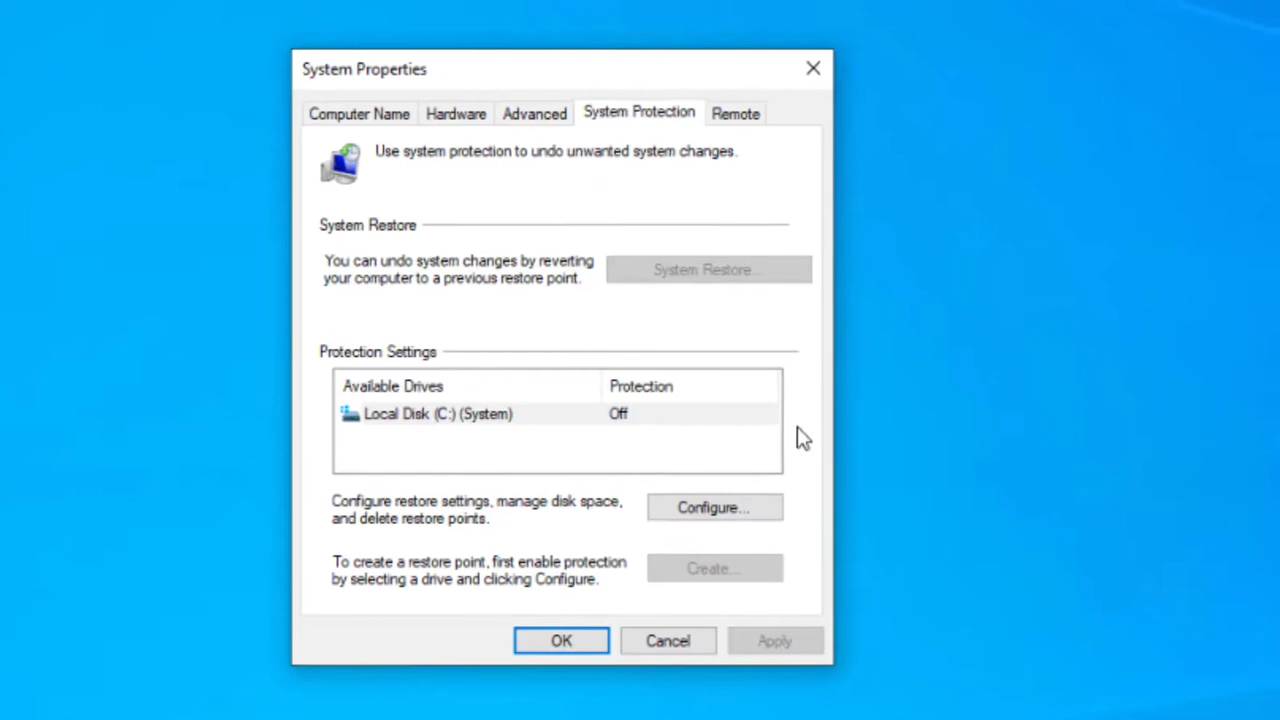 System Properties
Computer Name Hardware Advanced System Protection Remote
Use system protection to undo unwanted system changes.
System Restore
You can undo system changes by reverting
your computer to a previous restore point.
System Restore...
Protection Settings
Available Drives Protection
Local Disk (C:) (System) Off
Configure restore settings, manage disk space,
and delete restore points.
Configure...
To create a restore point, first enable protection
by selecting a drive and clicking Configure.
Create...
OK Cancel Apply